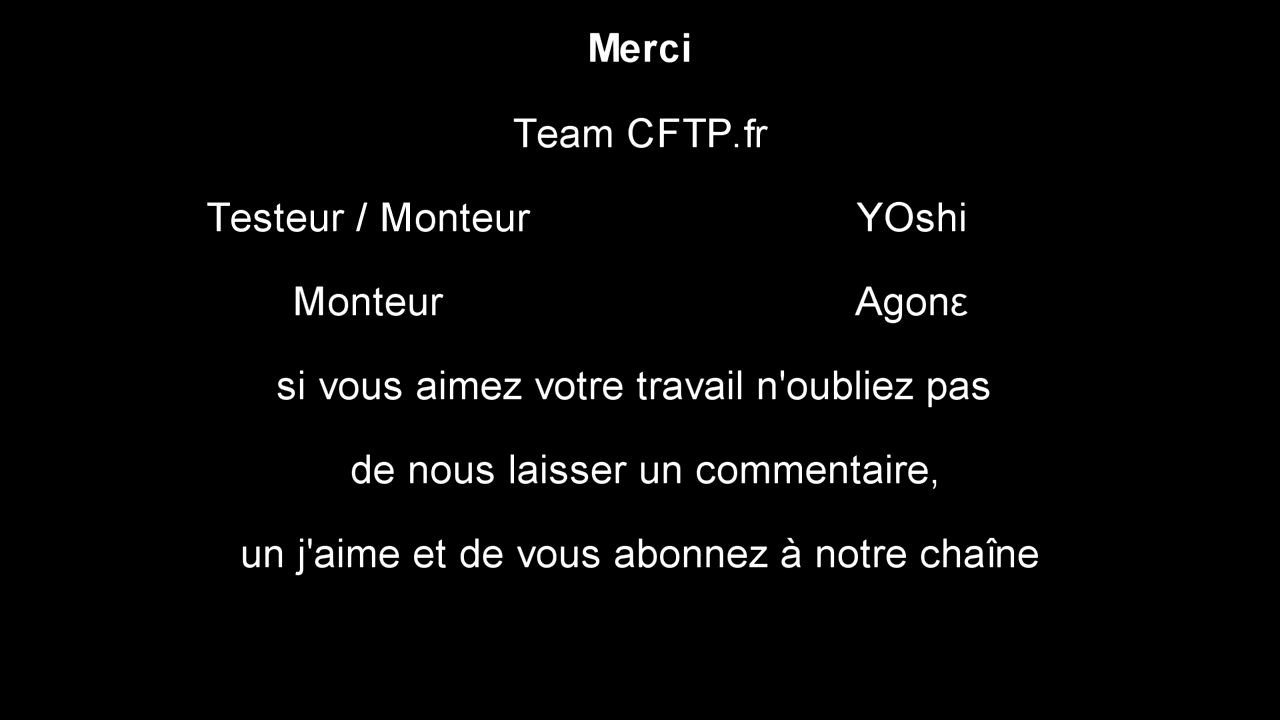 Merci
Team CFTP.fr
Testeur / Monteur YOshi
Monteur Agonε
si vous aimez votre travail n'oubliez pas
de nous laisser un commentaire,
un j'aime et de vous abonnez à notre chaîne